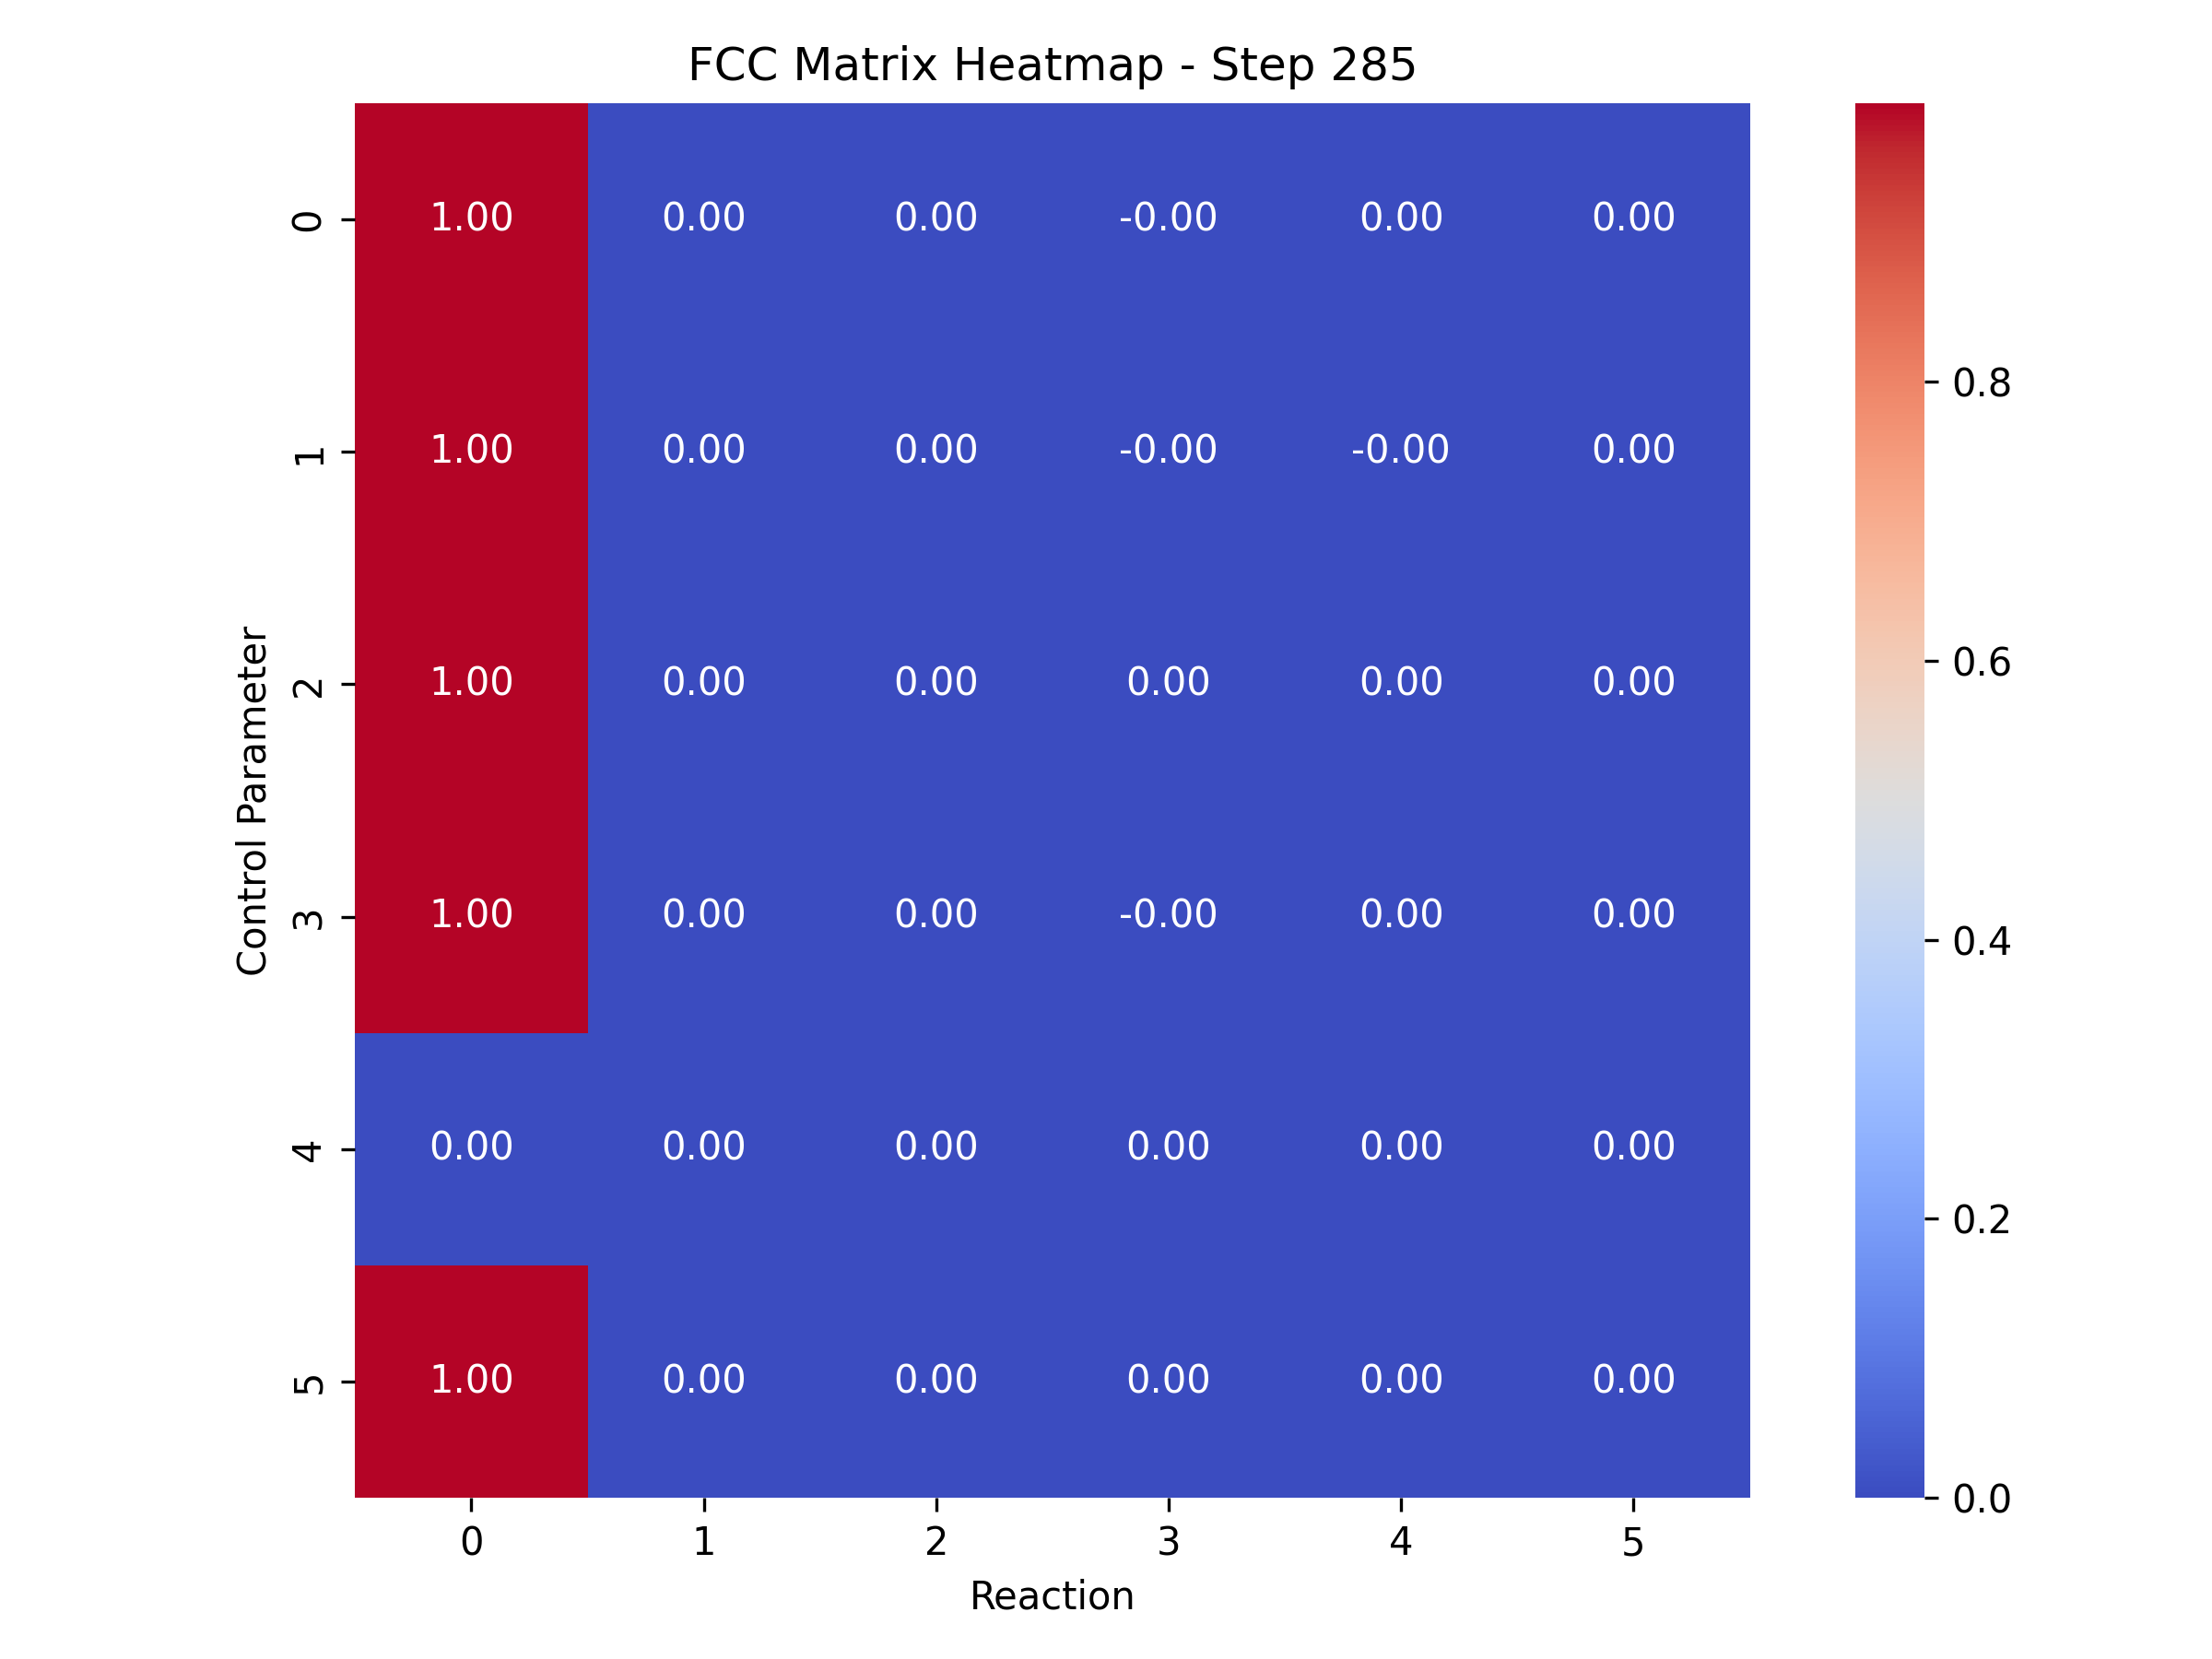 FCC Matrix Heatmap - Step 285
Control Parameter
0 1.00 0.00 0.00 -0.00 0.00 0.00
1 1.00 0.00 0.00 -0.00 -0.00 0.00
2 1.00 0.00 0.00 0.00 0.00 0.00
3 1.00 0.00 0.00 -0.00 0.00 0.00
4 0.00 0.00 0.00 0.00 0.00 0.00
5 1.00 0.00 0.00 0.00 0.00 0.00
0 1 2 3 4 5
Reaction
0.8
0.6
0.4
0.2
0.0